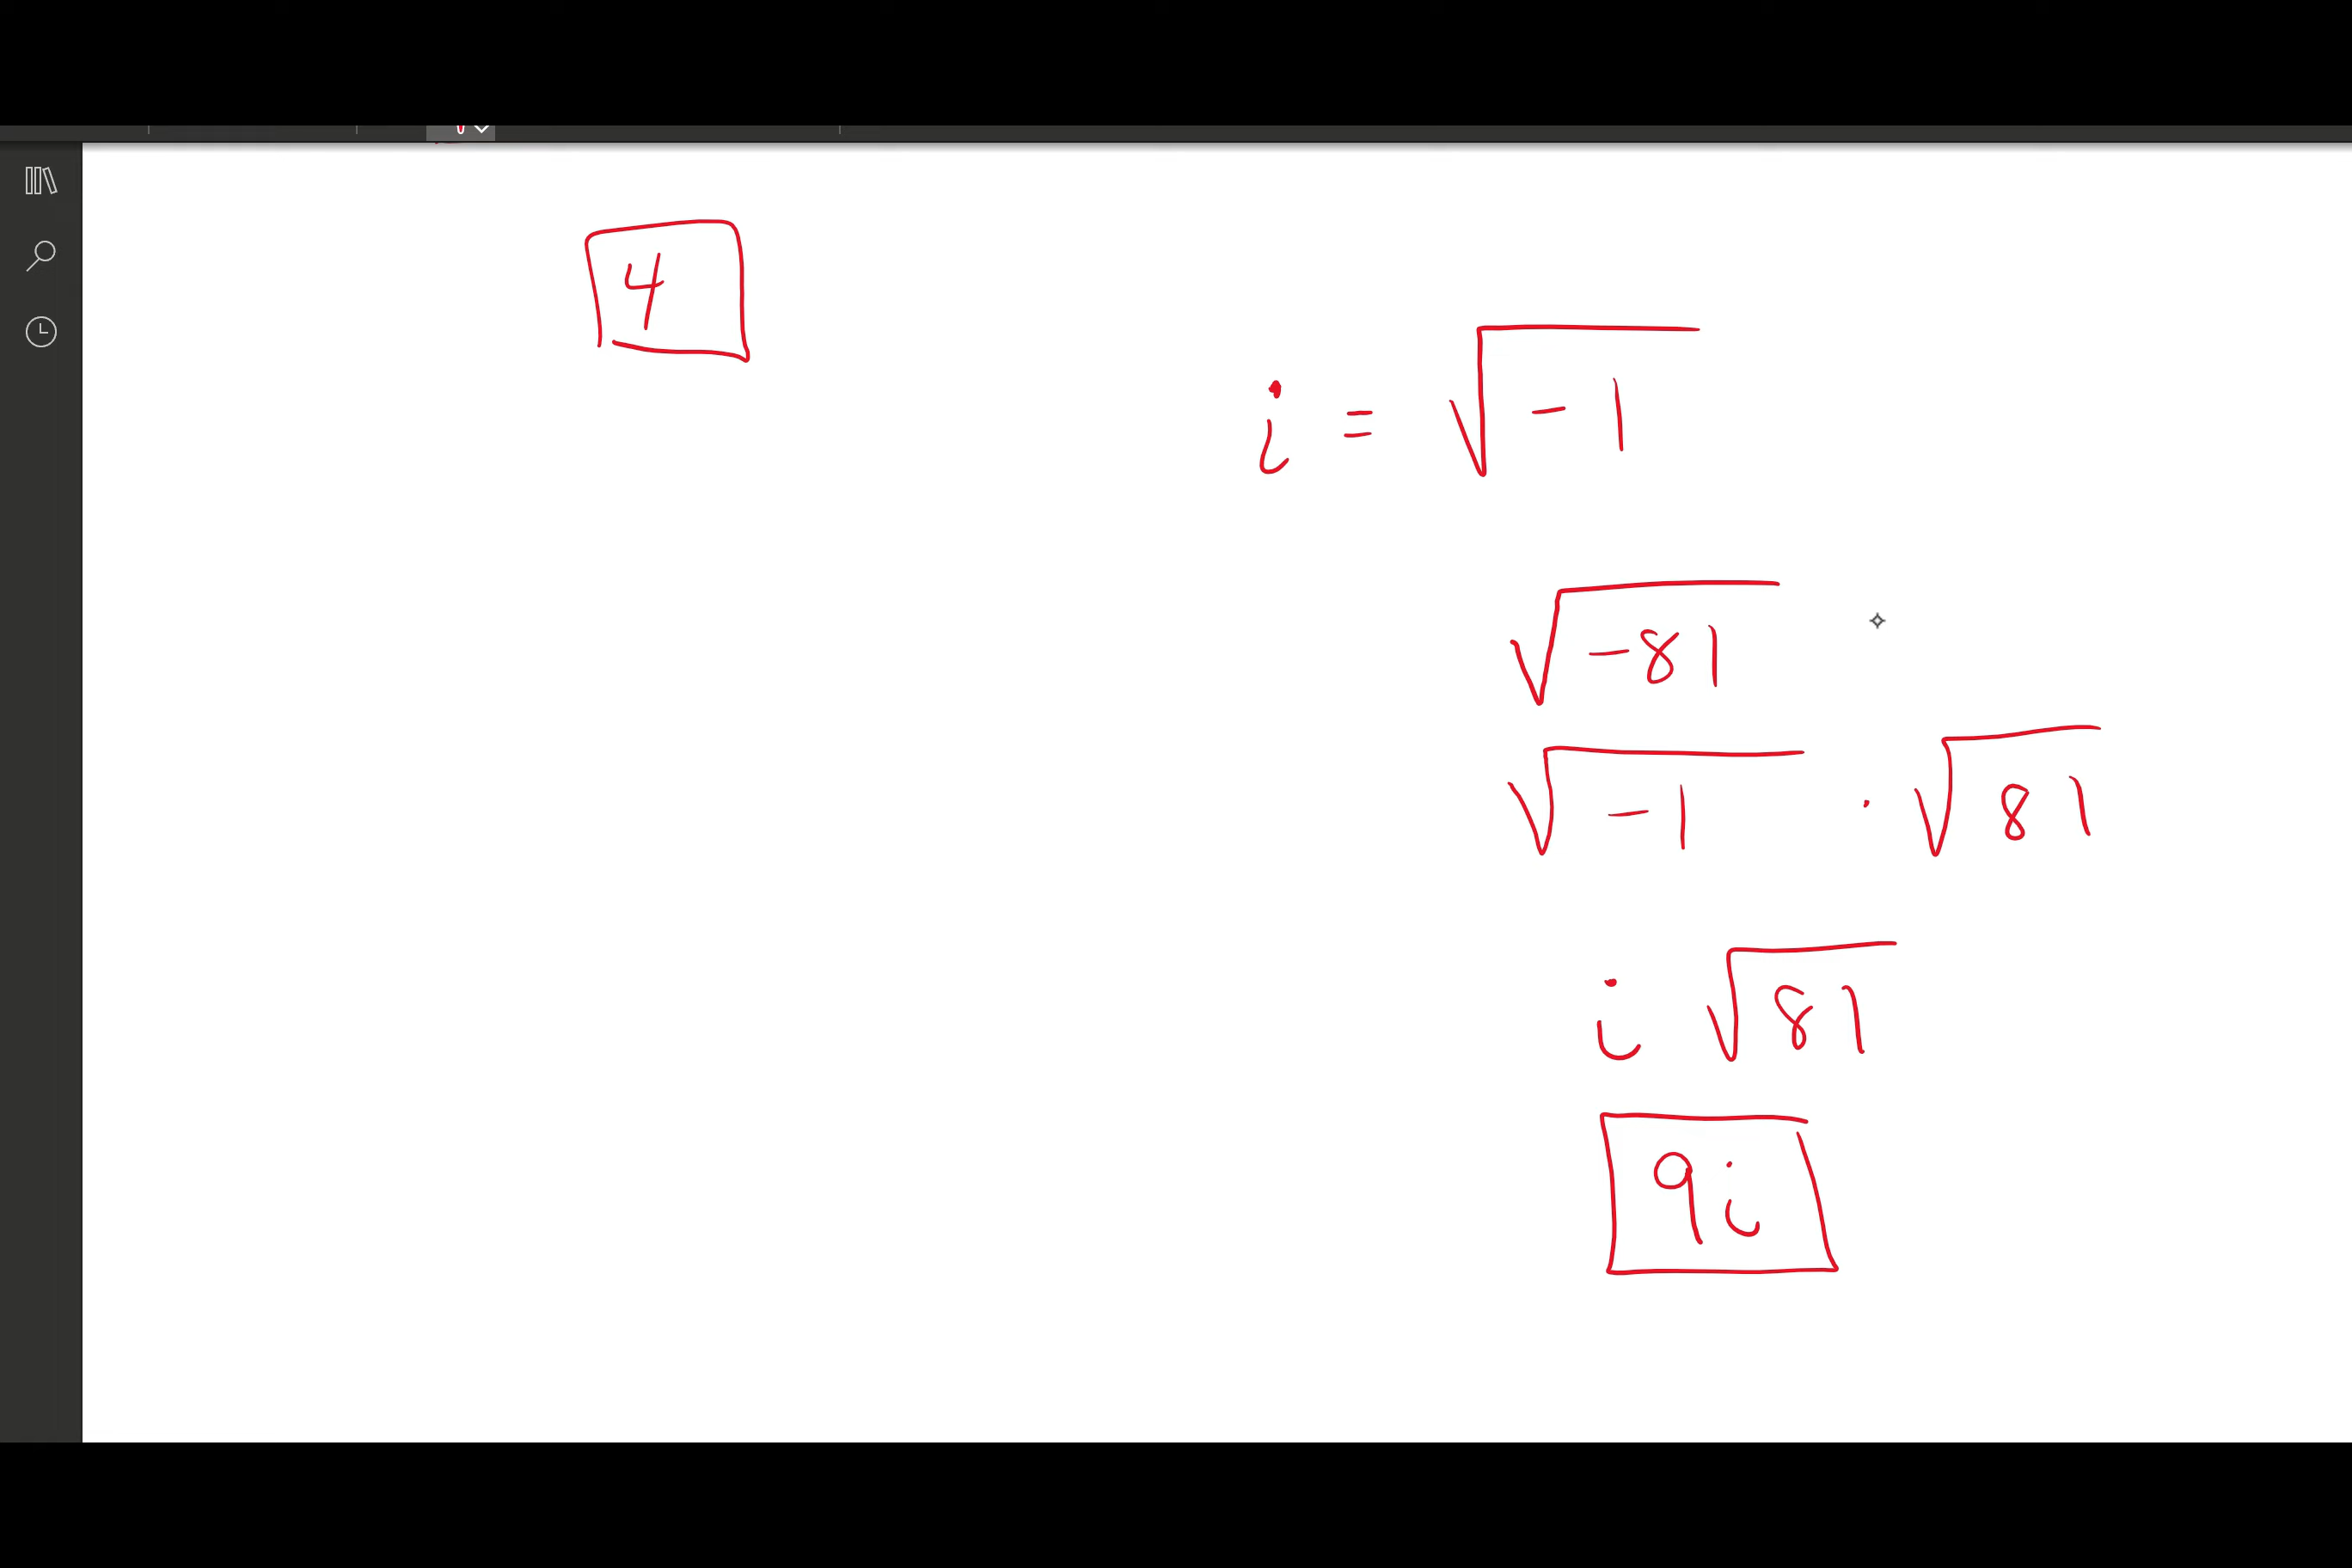 4
i = √-1
√-81
√-1 · √81
i √81
9i